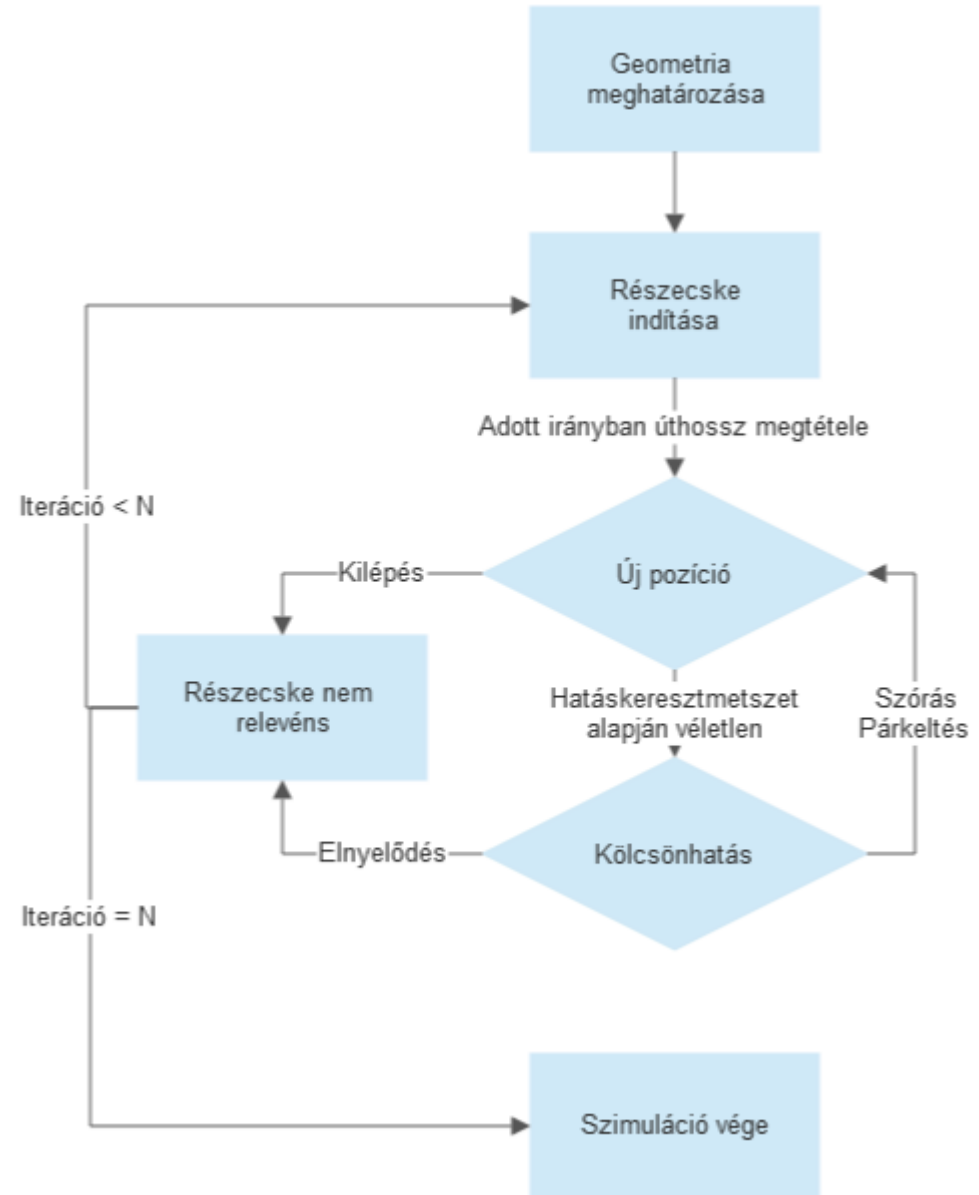 Geometria
meghatározása
Részecske
indítása
Adott irányban úthossz megtétele
Iteráció < N
Kilépés
Új pozíció
Részecske nem
relevéns
Hatáskeresztmetszet
alapján véletlen
Szórás
Párkeltés
Elnyelődés
Kölcsönhatás
Iteráció = N
Szimuláció vége